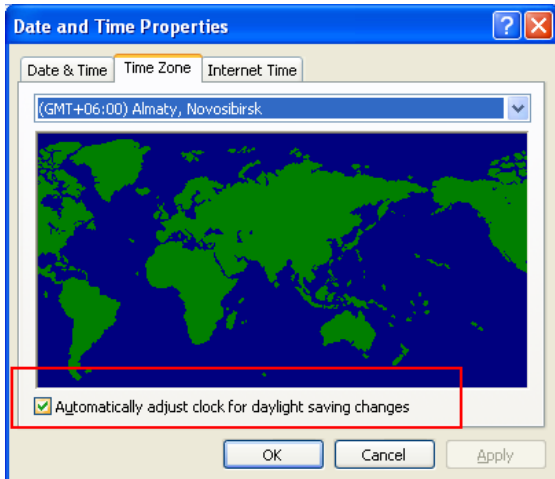 Date and Time Properties
Date & Time Time Zone Internet Time
(GMT+06:00) Almaty, Novosibirsk
Automatically adjust clock for daylight saving changes
OK Cancel Apply